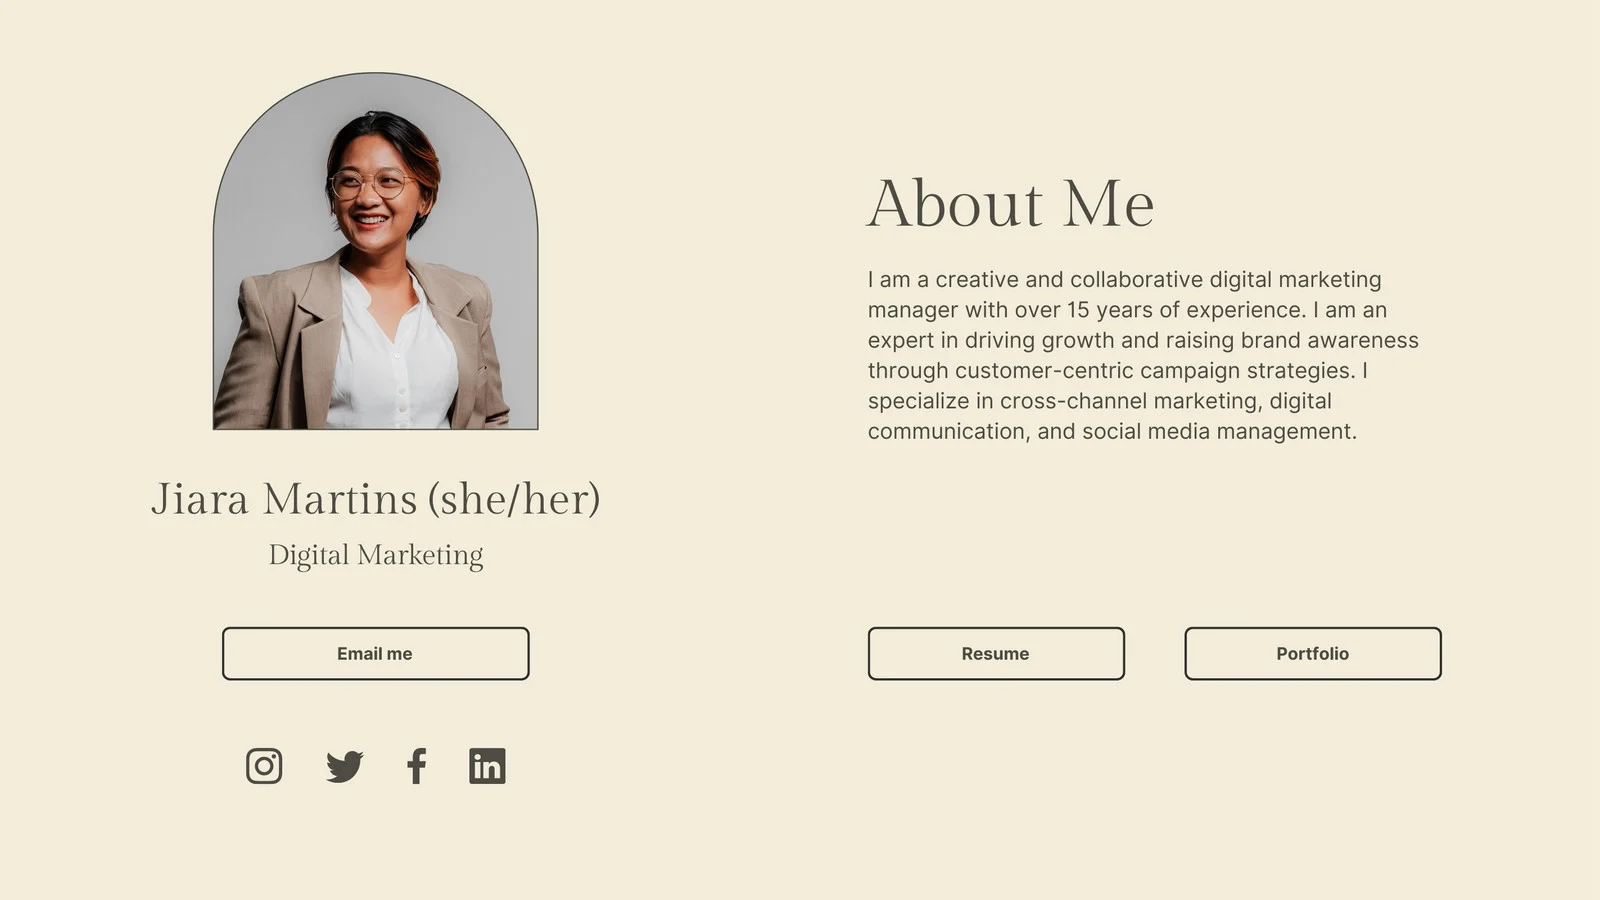 Jiara Martins (she/her)
Digital Marketing
Email me
in
About Me
I am a creative and collaborative digital marketing
manager with over 15 years of experience. I am an
expert in driving growth and raising brand awareness
through customer-centric campaign strategies. I
specialize in cross-channel marketing, digital
communication, and social media management.
Resume
Portfolio